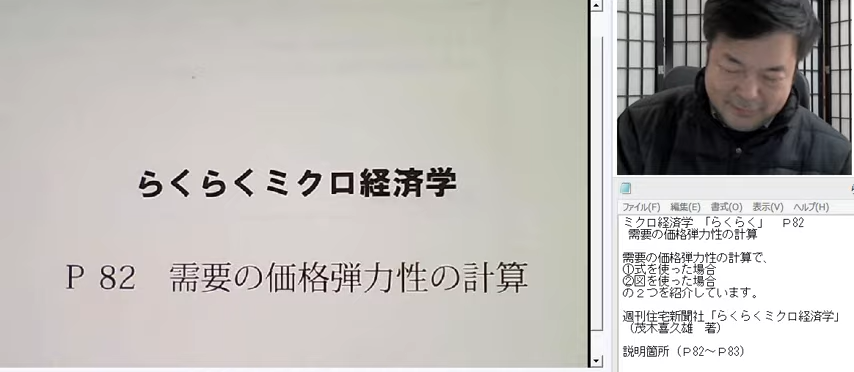 らくらくミクロ経済学
P 82　需要の価格弾力性の計算
ファイル(F)　編集(E)　書式(O)　表示(V)　ヘルプ(H)
ミクロ経済学　「らくらく」　P82
需要の価格弾力性の計算
需要の価格弾力性の計算で、
①式を使った場合
②図を使った場合
の２つを紹介しています。
週刊住宅新聞社「らくらくミクロ経済学」
（茂木喜久雄　著）
説明箇所（P82～P83）